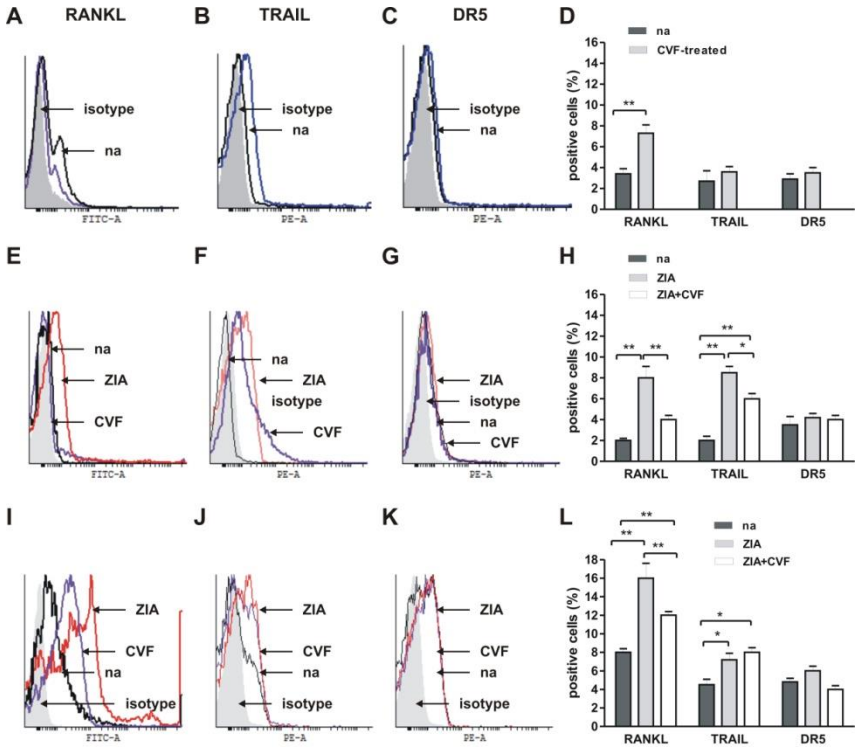 A RANKL
B TRAIL
C DR5
D
isotype
na
FITC-A
isotype
na
PE-A
isotype
na
PE-A
na
CVF-treated
positive cells (%)
16
14
12
10
8
6
4
2
0
**
RANKL TRAIL DR5
E
F
G
H
na
ZIA
CVF
FITC-A
na
ZIA
isotype
CVF
PE-A
ZIA
isotype
na
CVF
PE-A
na
ZIA
ZIA+CVF
positive cells (%)
16
14
12
10
8
6
4
2
0
** **
**
** *
RANKL TRAIL DR5
I
J
K
L
ZIA
CVF
na
isotype
FITC-A
ZIA
CVF
na
isotype
PE-A
ZIA
CVF
na
isotype
PE-A
na
ZIA
ZIA+CVF
positive cells (%)
18
16
14
12
10
8
6
4
2
0
**
**
**
*
*
RANKL TRAIL DR5